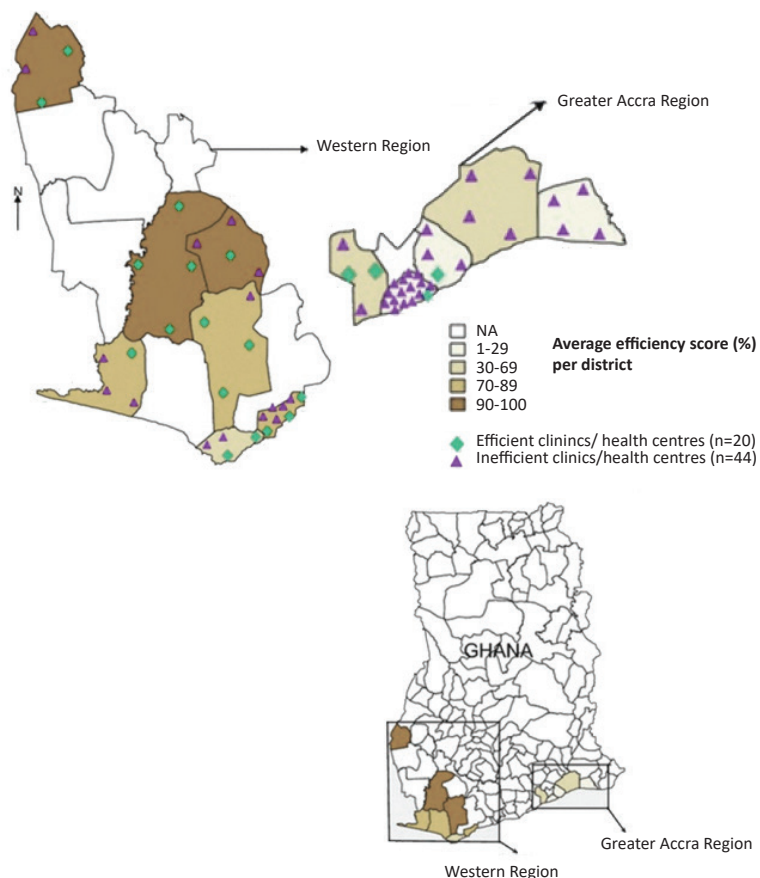 Greater Accra Region
Western Region
N
NA
1-29
30-69
70-89
90-100
Average efficiency score (%)
per district
Efficient clinincs/ health centres (n=20)
Inefficient clinics/health centres (n=44)
GHANA
Greater Accra Region
Western Region